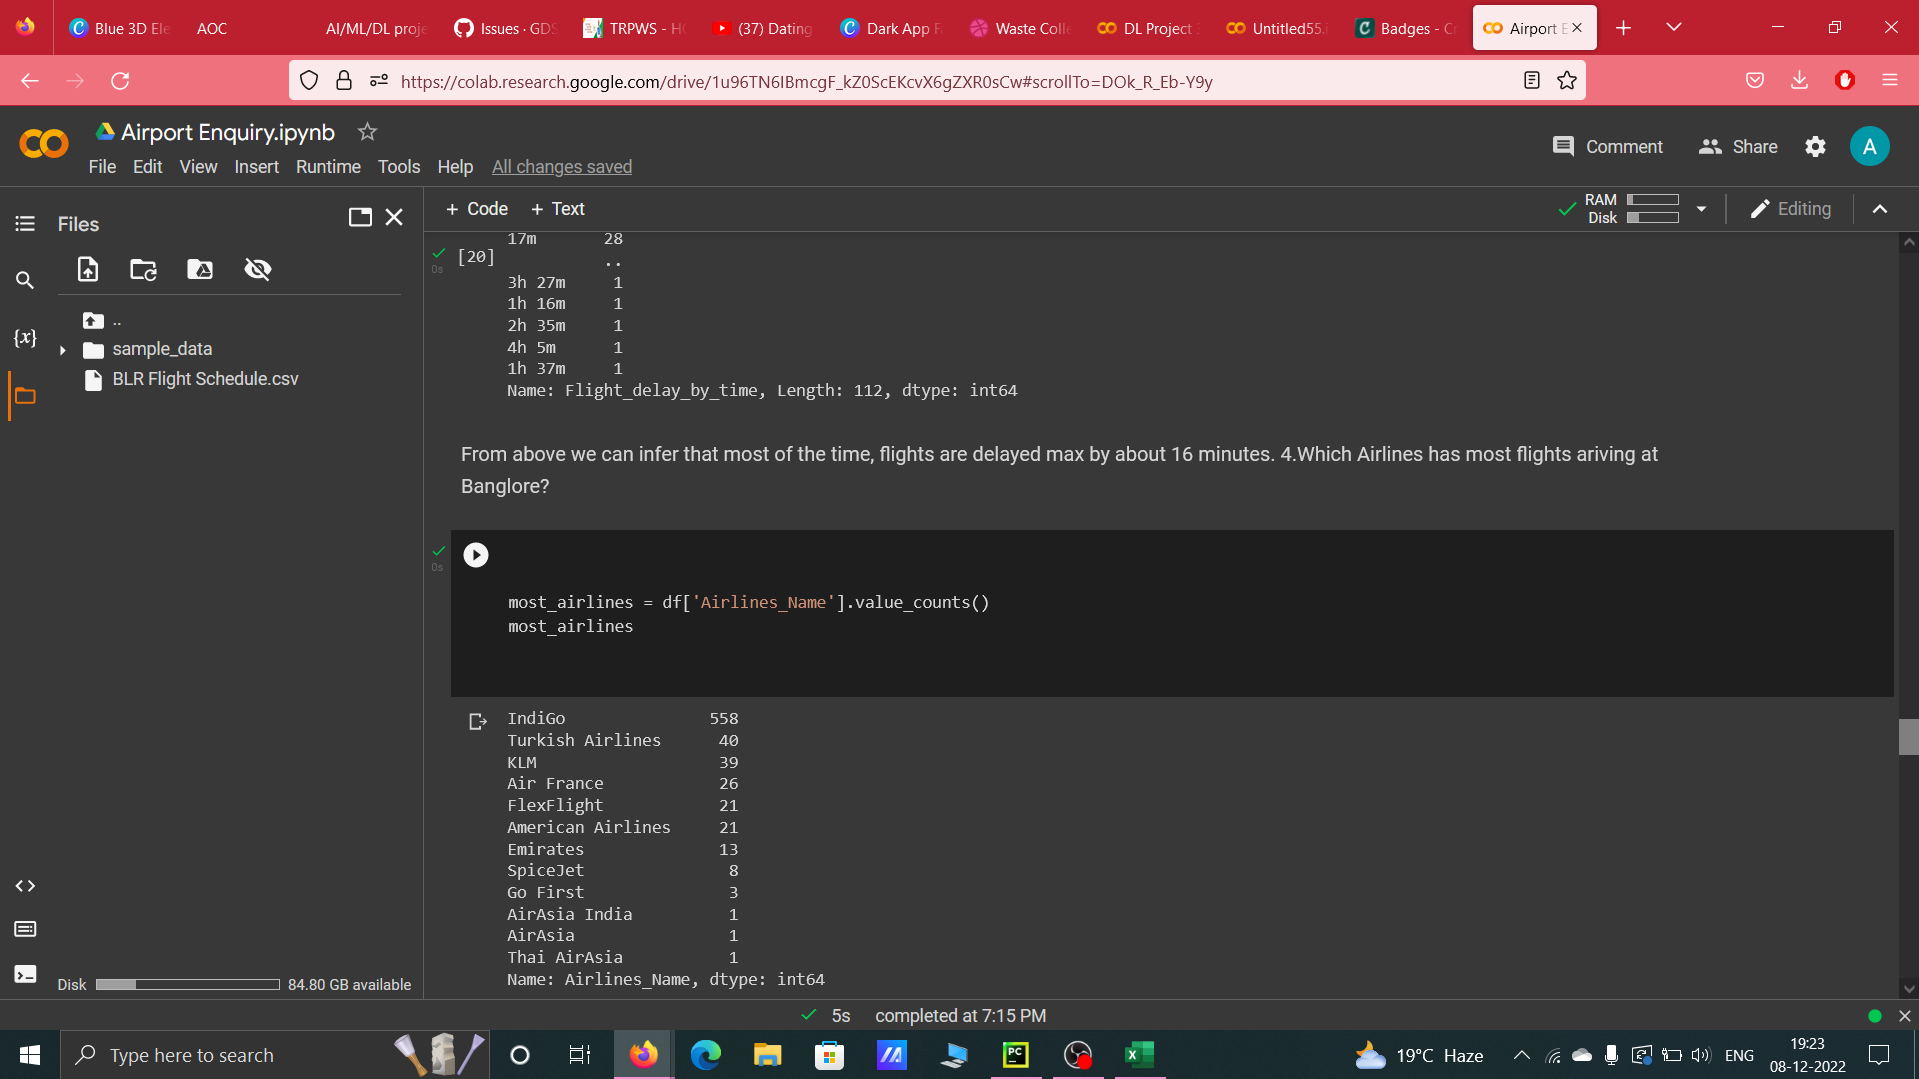 Blue 3D Ele
AOC
AI/ML/DL proje
Issues · GDS
TRPWS - HC
(37) Dating
Dark App F
Waste Colle
DL Project
Untitled55.i
Badges - C
Airport E
https://colab.research.google.com/drive/1u96TN6IBmcgF_kZ0ScEKcvX6gZXR0sCw#scrollTo=DOk_R_Eb-Y9y
CO Airport Enquiry.ipynb
Comment Share A
File Edit View Insert Runtime Tools Help All changes saved
Files
+ Code + Text
RAM
Disk
Editing
17m 28
[20] ..
0s
3h 27m 1
1h 16m 1
2h 35m 1
4h 5m 1
1h 37m 1
Name: Flight_delay_by_time, Length: 112, dtype: int64
..
{x}
sample_data
BLR Flight Schedule.csv
From above we can infer that most of the time, flights are delayed max by about 16 minutes. 4.Which Airlines has most flights ariving at
Banglore?
0s
most_airlines = df['Airlines_Name'].value_counts()
most_airlines
IndiGo 558
Turkish Airlines 40
KLM 39
Air France 26
FlexFlight 21
American Airlines 21
Emirates 13
SpiceJet 8
Go First 3
AirAsia India 1
AirAsia 1
Thai AirAsia 1
Name: Airlines_Name, dtype: int64
Disk 84.80 GB available
5s completed at 7:15 PM
Type here to search
PC
19°C Haze
ENG
19:23
08-12-2022